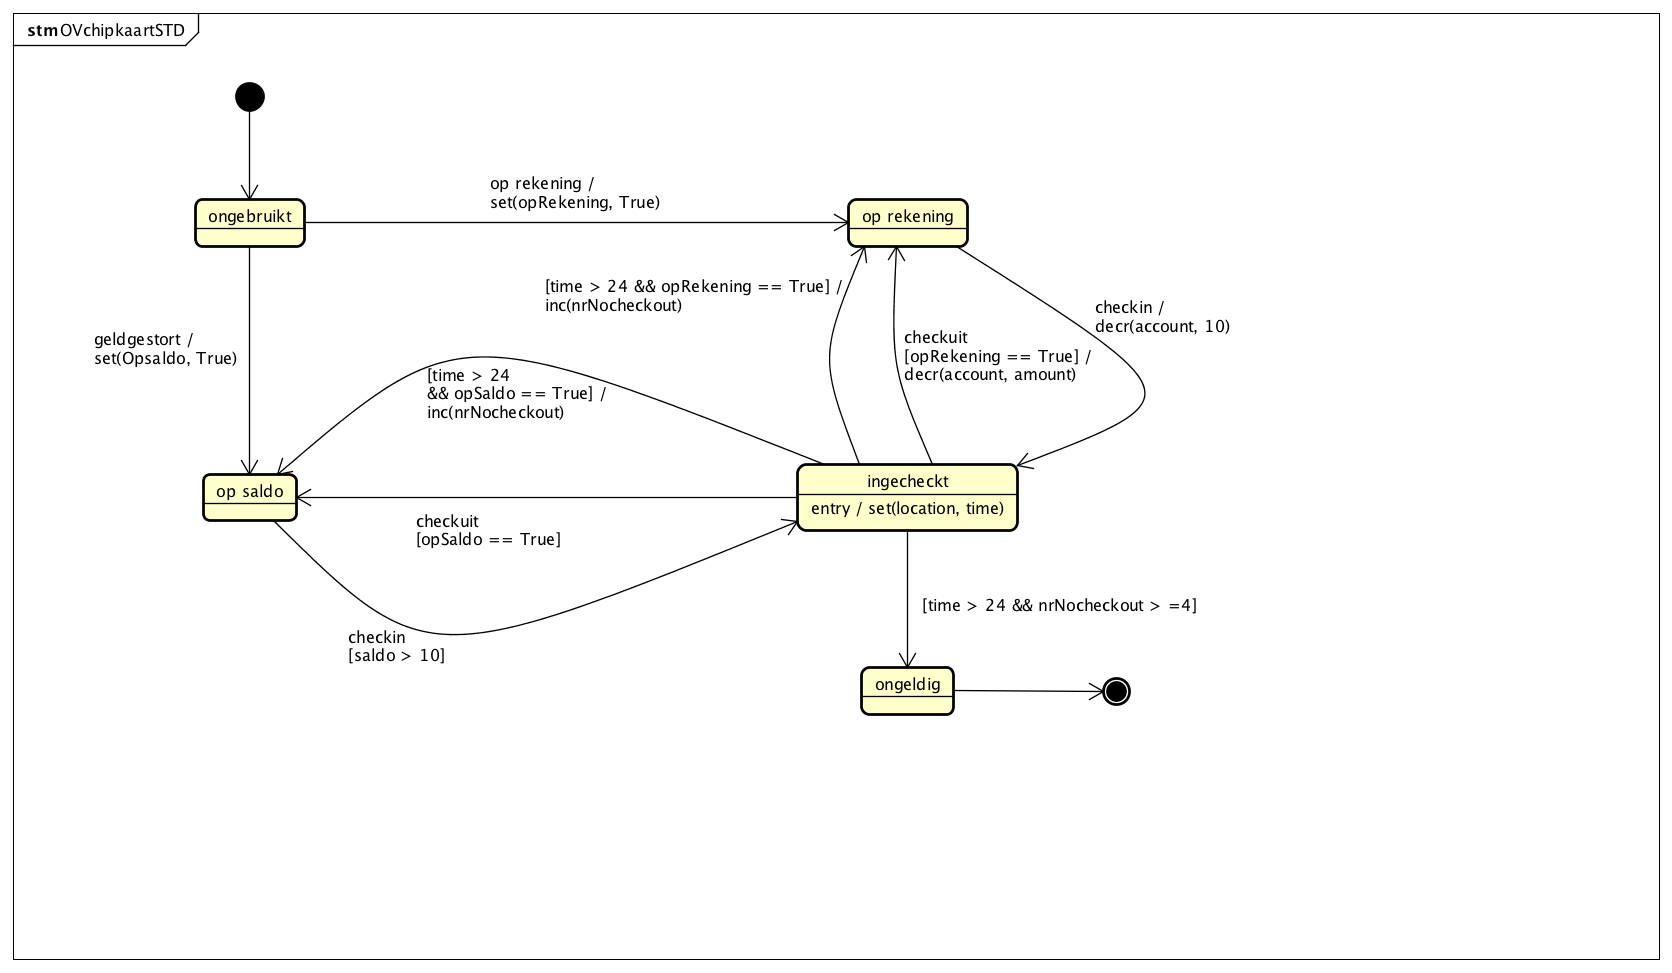 stm OVchipkaartSTD
op rekening /
set(opRekening, True)
ongebruikt
op rekening
[time > 24 && opRekening == True] /
inc(nrNocheckout)
checkin /
decr(account, 10)
geldgestort /
set(Opsaldo, True)
checkuit
[opRekening == True] /
decr(account, amount)
[time > 24
&& opSaldo == True] /
inc(nrNocheckout)
op saldo
ingecheckt
entry / set(location, time)
checkuit
[opSaldo == True]
[time > 24 && nrNocheckout > =4]
checkin
[saldo > 10]
ongeldig